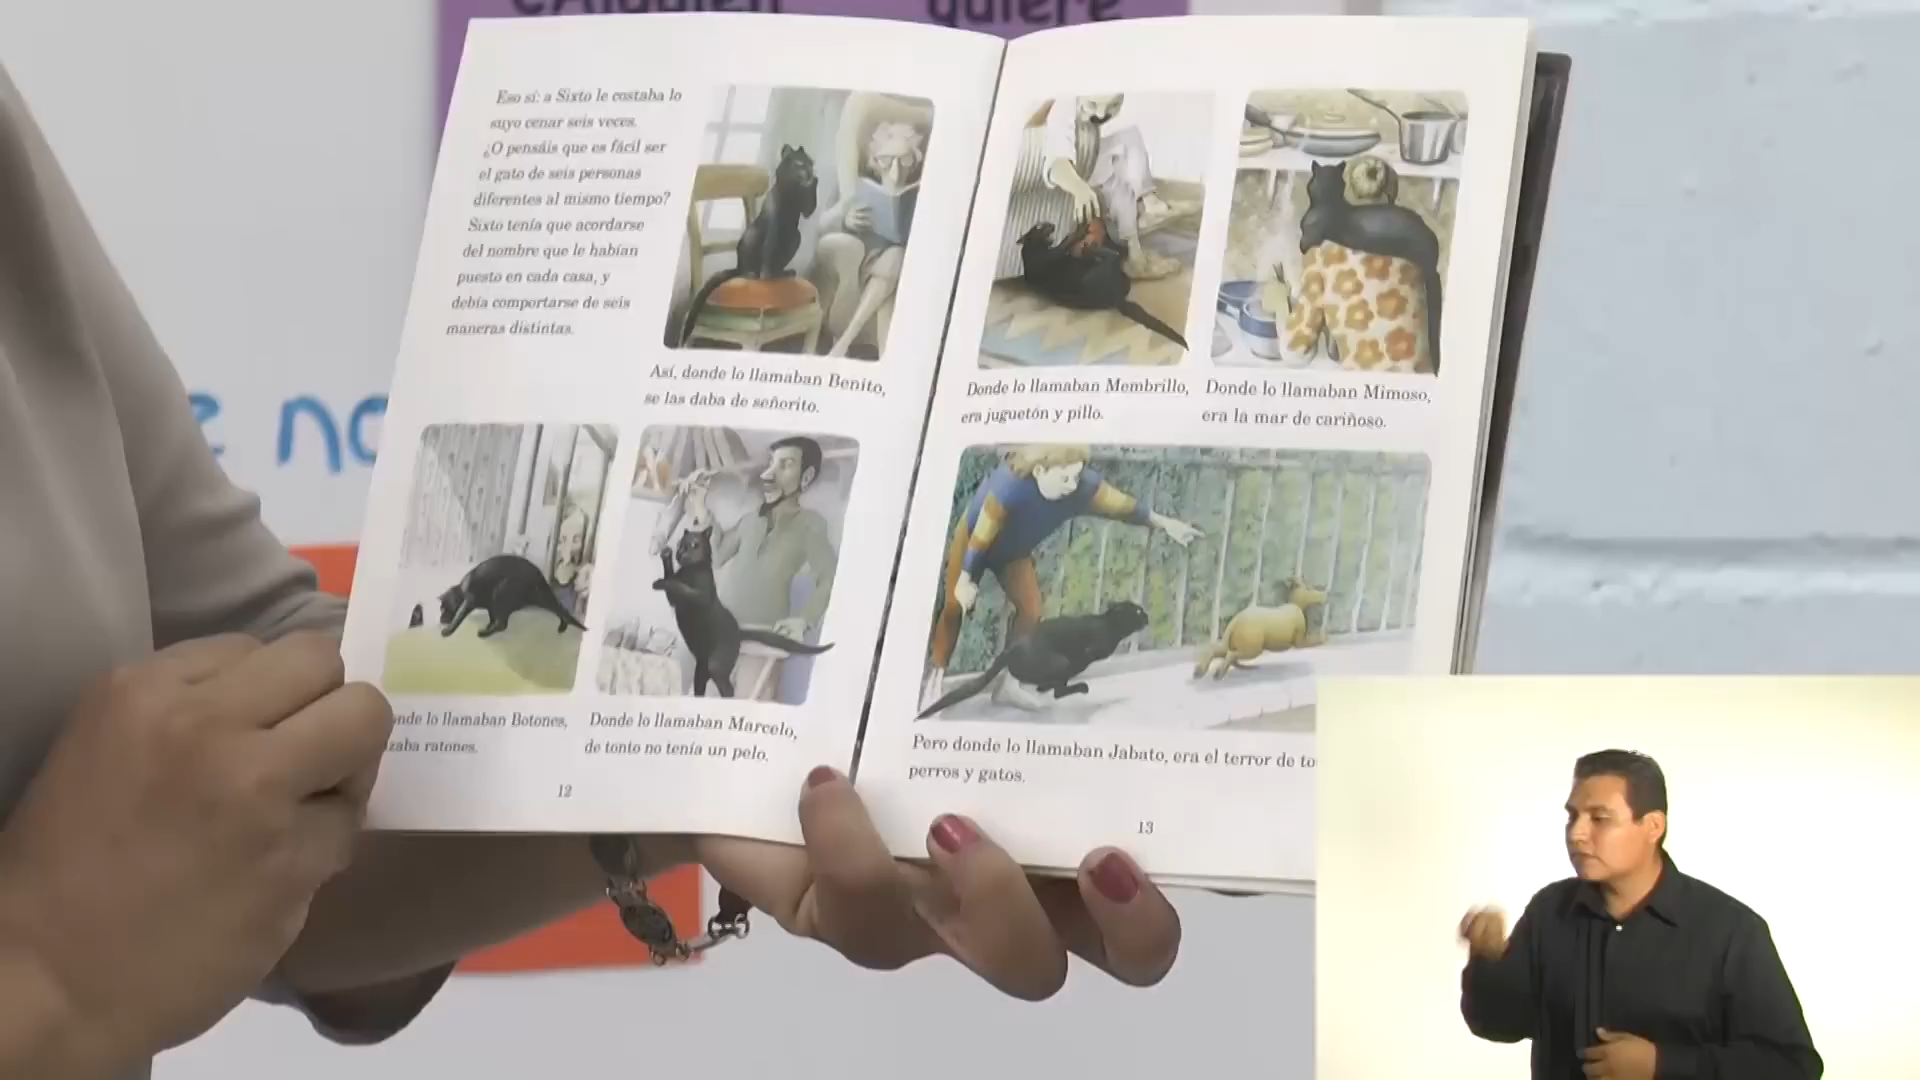 quiere
e no
Eso sí: a Sixto le costaba lo
suyo cenar seis veces.
¿O pensáis que es fácil ser
el gato de seis personas
diferentes al mismo tiempo?
Sixto tenía que acordarse
del nombre que le habían
puesto en cada casa, y
debía comportarse de seis
maneras distintas.
Así, donde lo llamaban Benito,
se las daba de señorito.
nde lo llamaban Botones,
zaba ratones.
Donde lo llamaban Marcelo,
de tonto no tenía un pelo.
12
Donde lo llamaban Membrillo,
era juguetón y pillo.
Donde lo llamaban Mimoso,
era la mar de cariñoso.
Pero donde lo llamaban Jabato, era el terror de to
perros y gatos.
13